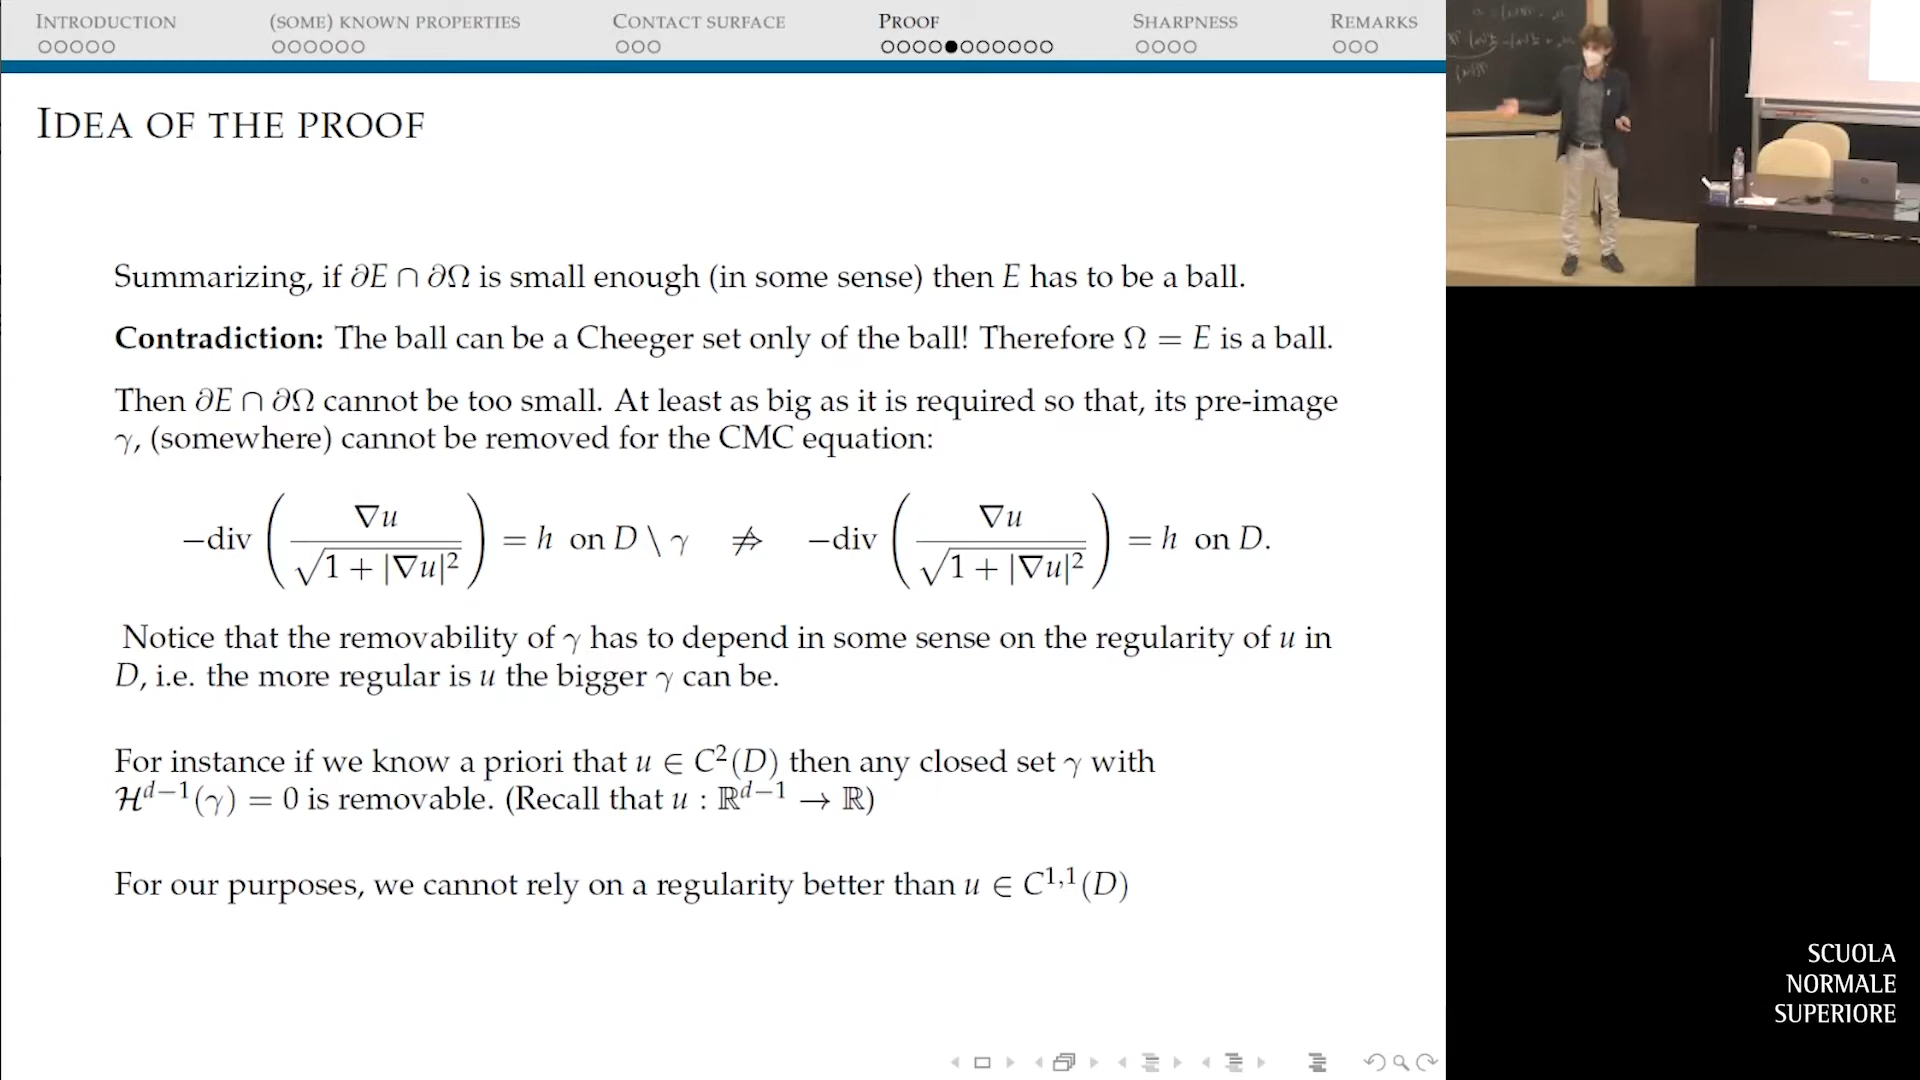 INTRODUCTION (SOME) KNOWN PROPERTIES CONTACT SURFACE PROOF SHARPNESS REMARKS
IDEA OF THE PROOF
Summarizing, if ∂E ∩ ∂Ω is small enough (in some sense) then E has to be a ball.
Contradiction: The ball can be a Cheeger set only of the ball! Therefore Ω = E is a ball.
Then ∂E ∩ ∂Ω cannot be too small. At least as big as it is required so that, its pre-image
γ, (somewhere) cannot be removed for the CMC equation:
−div ( ∇u / √(1 + |∇u|²) ) = h on D \ γ ⇏ −div ( ∇u / √(1 + |∇u|²) ) = h on D.
Notice that the removability of γ has to depend in some sense on the regularity of u in
D, i.e. the more regular is u the bigger γ can be.
For instance if we know a priori that u ∈ C²(D) then any closed set γ with
ℋ^{d−1}(γ) = 0 is removable. (Recall that u : ℝ^{d−1} → ℝ)
For our purposes, we cannot rely on a regularity better than u ∈ C^{1,1}(D)
SCUOLA
NORMALE
SUPERIORE